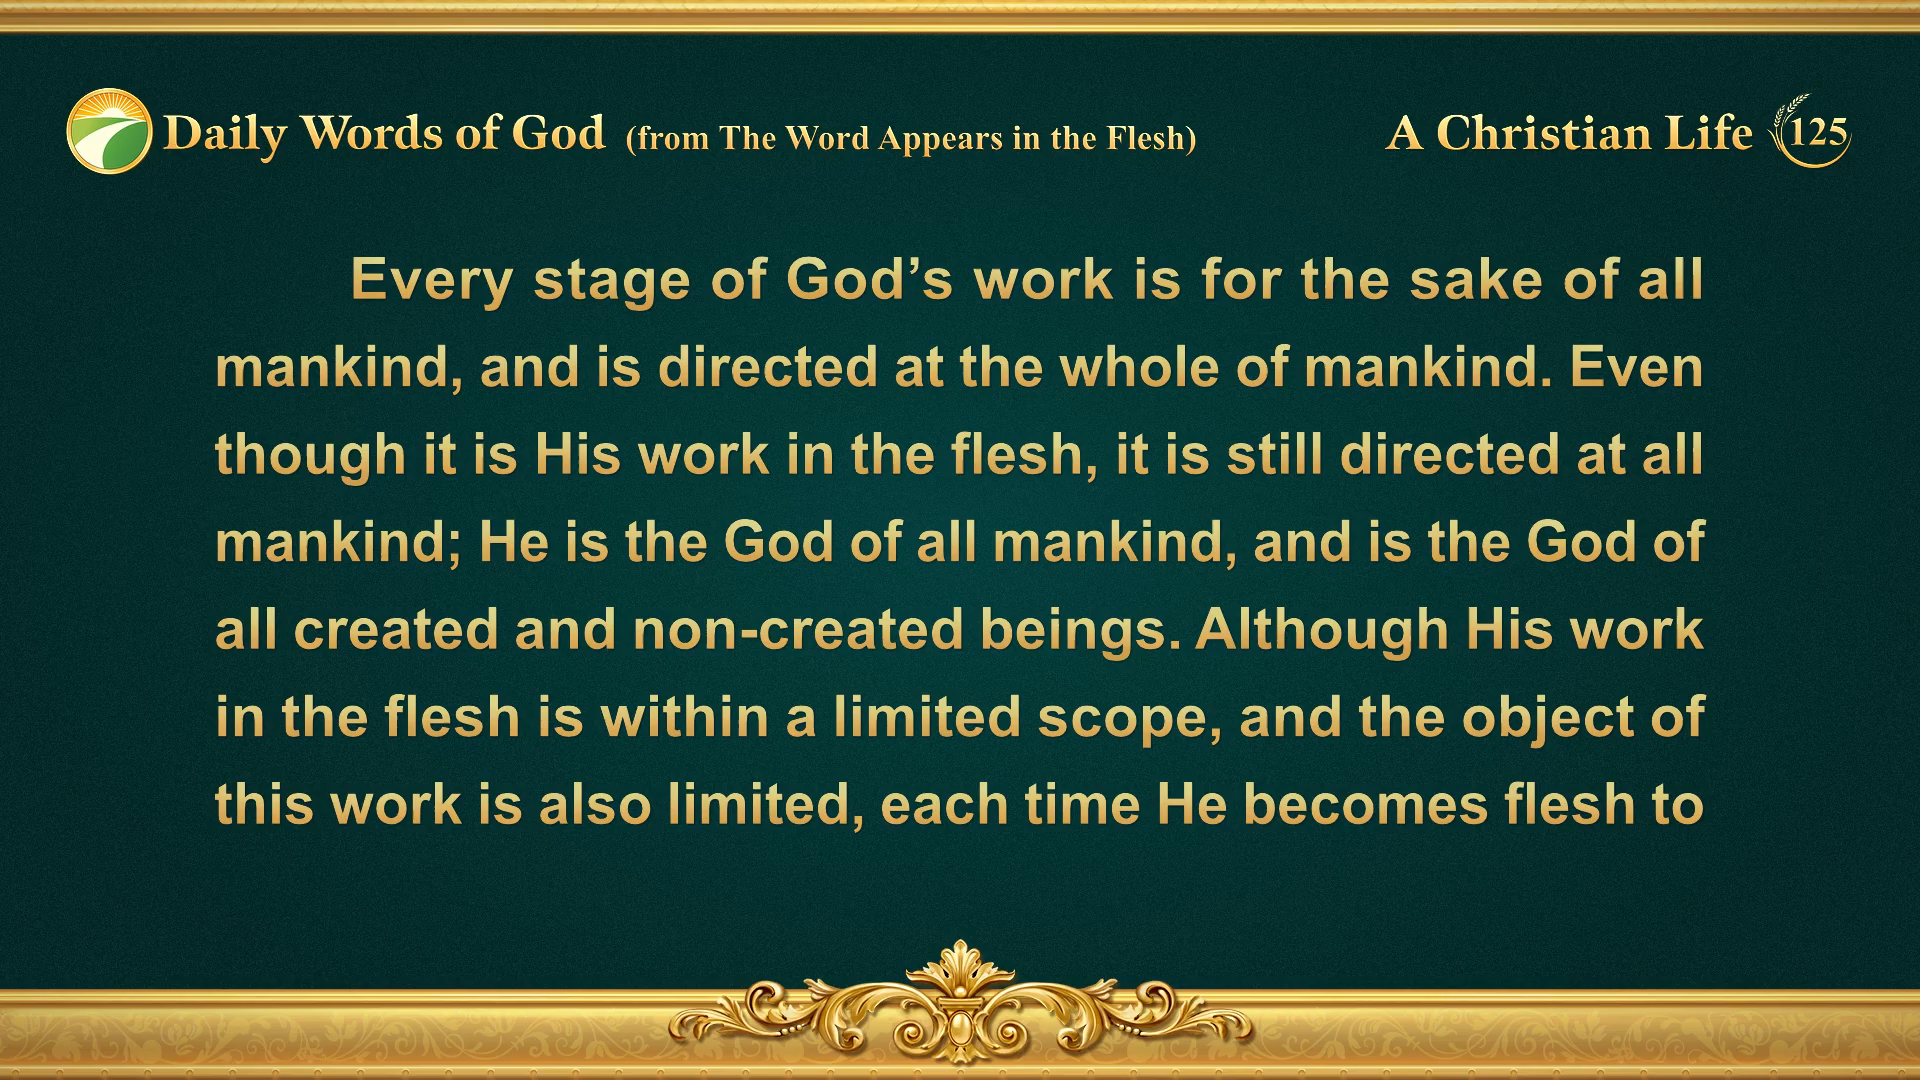 Daily Words of God (from The Word Appears in the Flesh)
A Christian Life 125
Every stage of God’s work is for the sake of all
mankind, and is directed at the whole of mankind. Even
though it is His work in the flesh, it is still directed at all
mankind; He is the God of all mankind, and is the God of
all created and non-created beings. Although His work
in the flesh is within a limited scope, and the object of
this work is also limited, each time He becomes flesh to